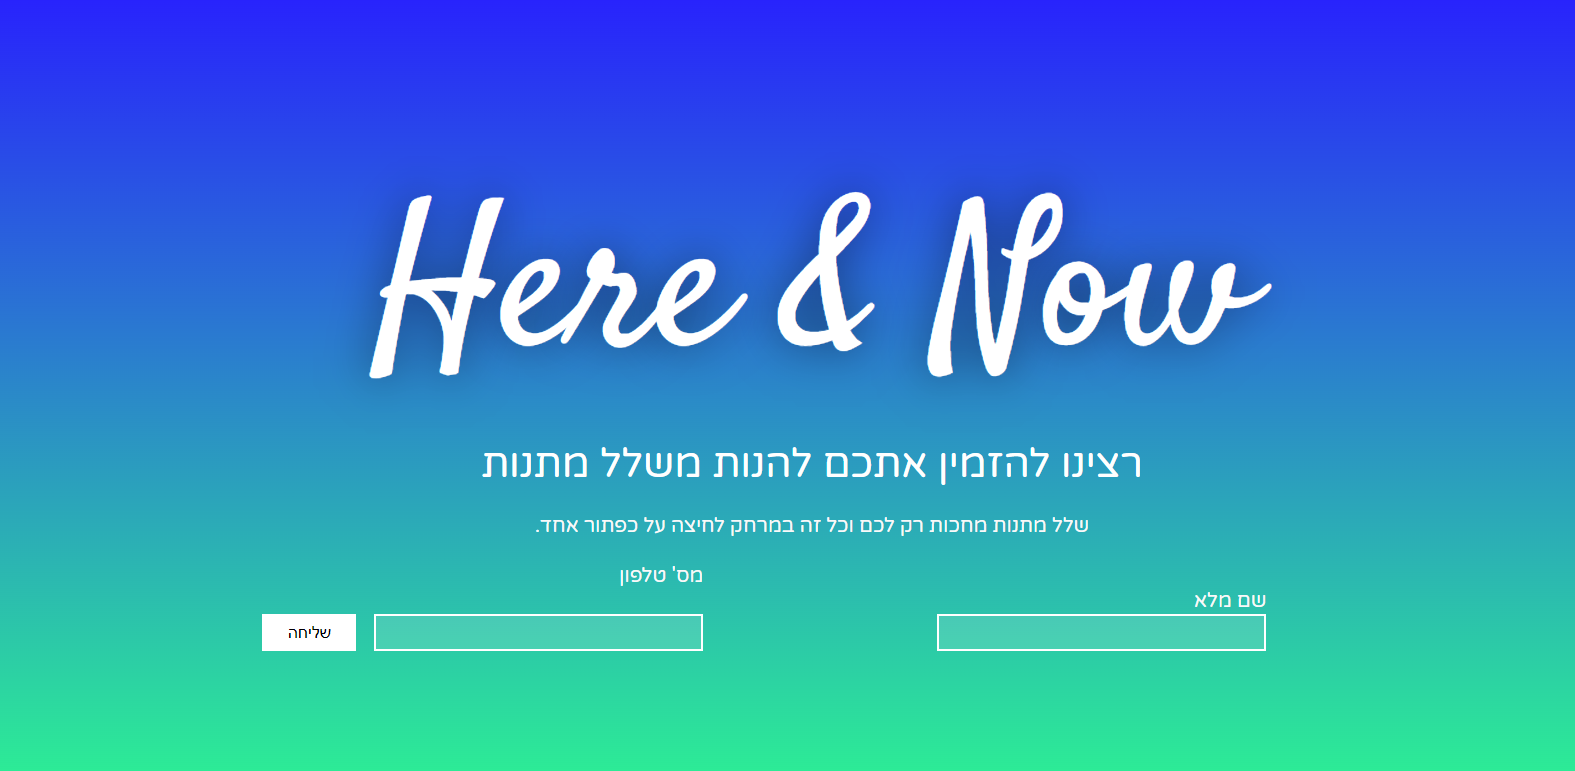 Here & Now
רצינו להזמין אתכם להנות משלל מתנות
שלל מתנות מחכות רק לכם וכל זה במרחק לחיצה על כפתור אחד.
שם מלא
מס' טלפון
שליחה